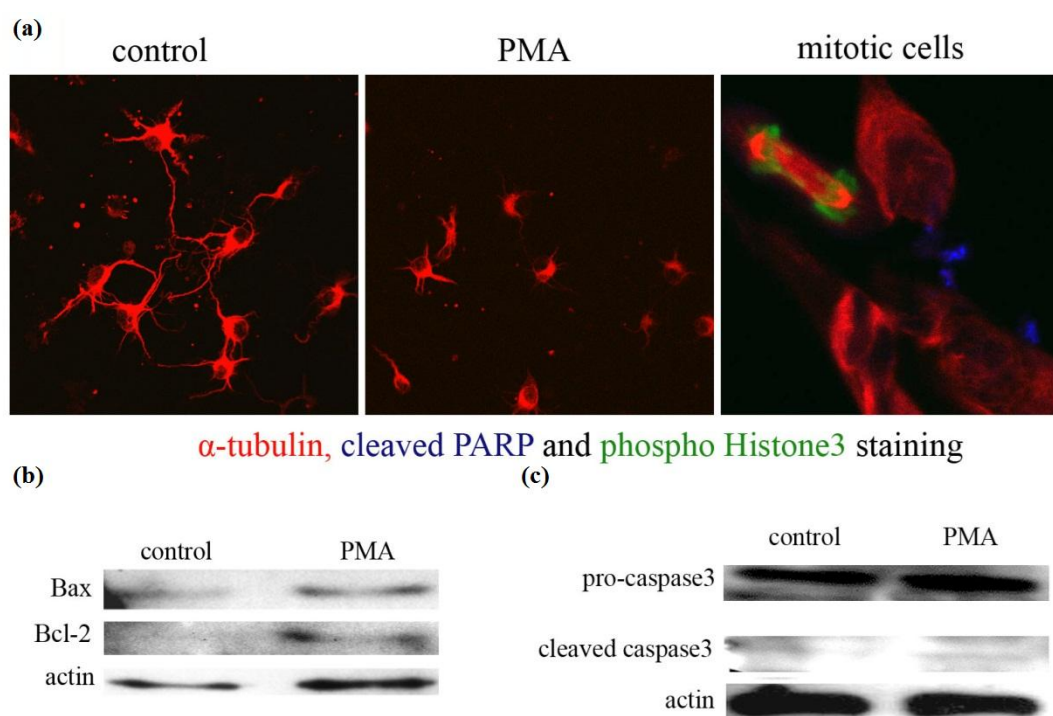 (a)
control PMA mitotic cells
α-tubulin, cleaved PARP and phospho Histone3 staining
(b)
control PMA
Bax
Bcl-2
actin
(c)
control PMA
pro-caspase3
cleaved caspase3
actin